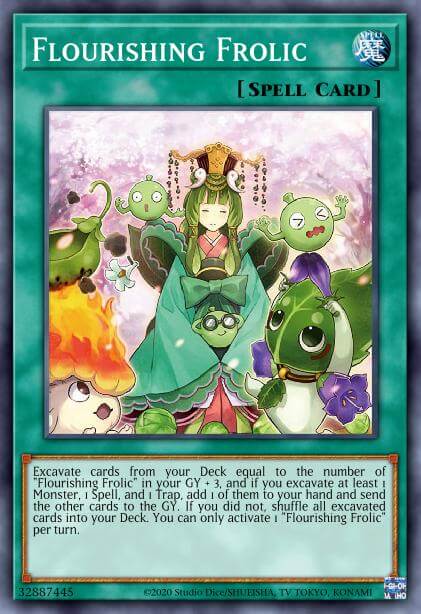 Flourishing Frolic
SPELL
魔
[Spell Card]
Excavate cards from your Deck equal to the number of
"Flourishing Frolic" in your GY + 3, and if you excavate at least 1
Monster, 1 Spell, and 1 Trap, add 1 of them to your hand and send
the other cards to the GY. If you did not, shuffle all excavated
cards into your Deck. You can only activate 1 "Flourishing Frolic"
per turn.
32887445
©2020 Studio Dice/SHUEISHA, TV TOKYO, KONAMI